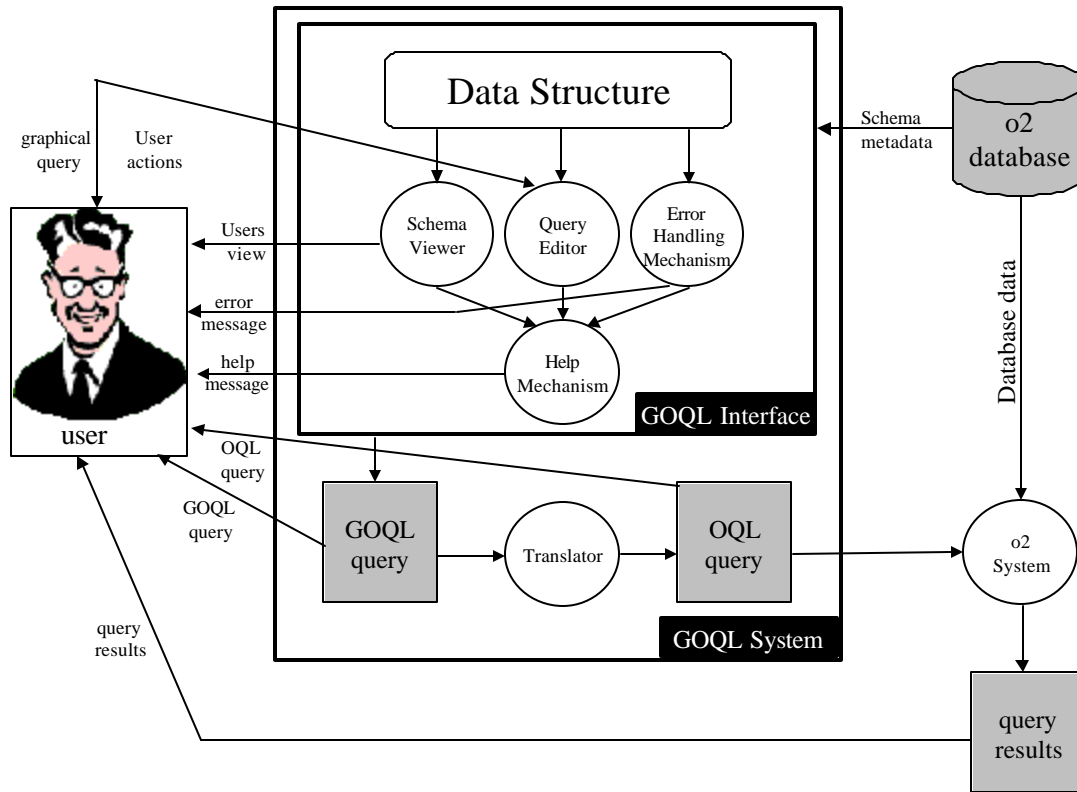 Data Structure
graphical
query
User
actions
Schema
metadata
o2
database
Schema
Viewer
Query
Editor
Error
Handling
Mechanism
Users
view
error
message
help
message
Help
Mechanism
GOQL Interface
Database data
user
OQL
query
GOQL
query
GOQL
query
Translator
OQL
query
o2
System
GOQL System
query
results
query
results